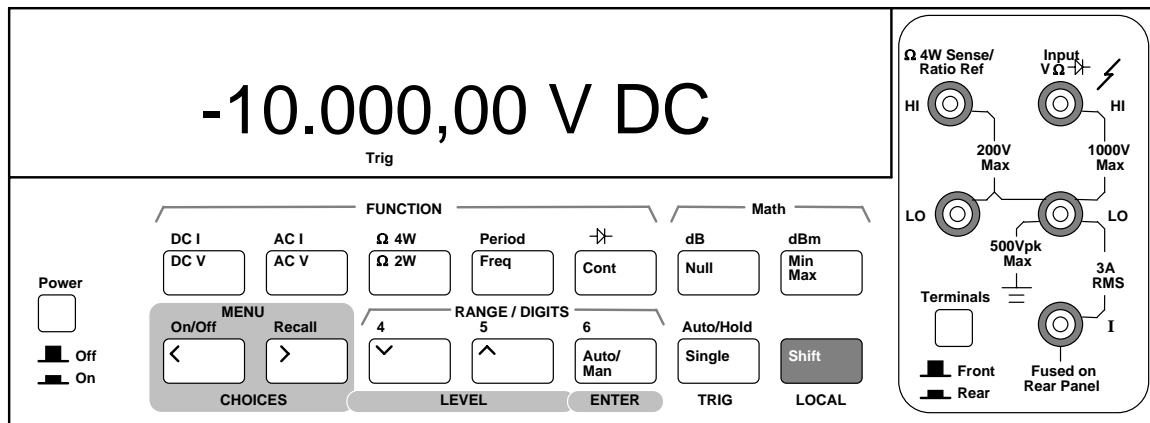 -10.000,00 V DC
Trig
FUNCTION
Math
DC I
AC I
Ω 4W
Period
dB
dBm
DC V
AC V
Ω 2W
Freq
Cont
Null
Min
Max
Power
Off
On
MENU
RANGE / DIGITS
On/Off
Recall
4
5
6
Auto/Hold
<
>
Auto/
Man
Single
Shift
CHOICES
LEVEL
ENTER
TRIG
LOCAL
Ω 4W Sense/
Ratio Ref
Input
V Ω
HI
HI
200V
Max
1000V
Max
LO
LO
500Vpk
Max
3A
RMS
Terminals
I
Front
Rear
Fused on
Rear Panel